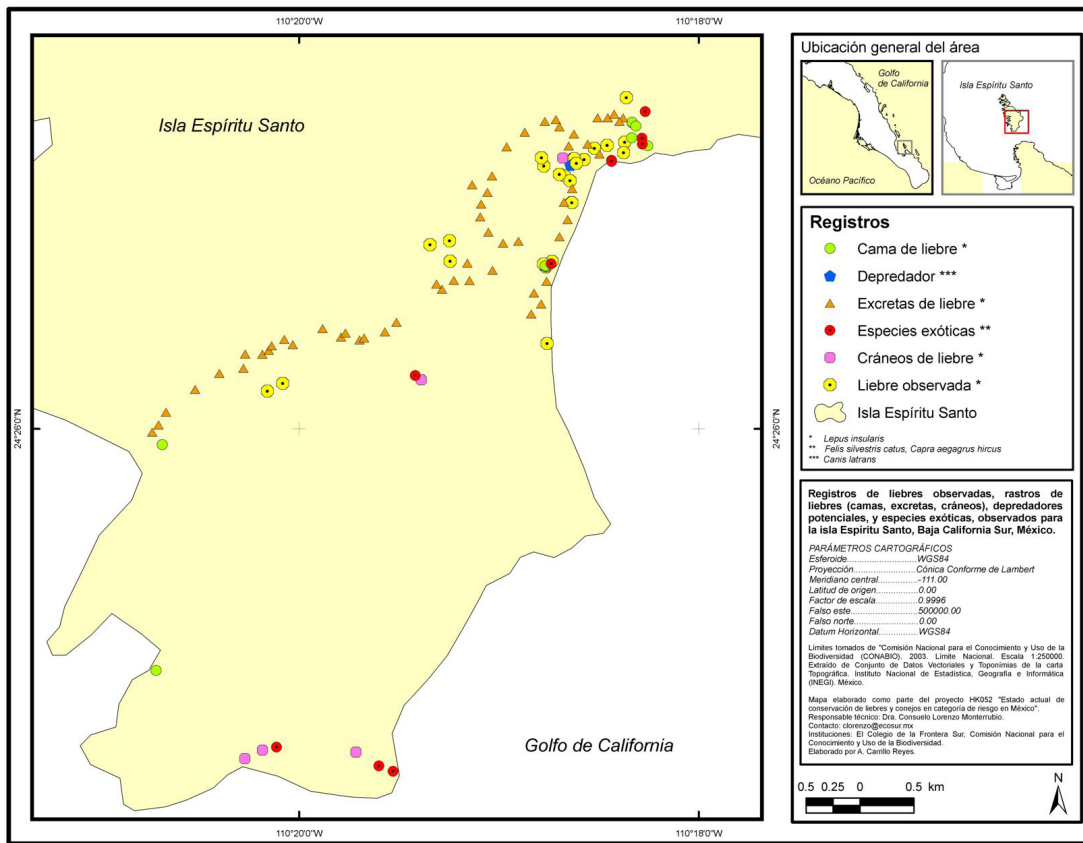 110°20'0"W
110°18'0"W
Isla Espíritu Santo
24°26'0"N
24°26'0"N
Golfo de California
110°20'0"W
110°18'0"W
Ubicación general del área
Golfo
de California
Océano Pacífico
Isla Espíritu Santo
Registros
Cama de liebre *
Depredador ***
Excretas de liebre *
Especies exóticas **
Cráneos de liebre *
Liebre observada *
Isla Espíritu Santo
* Lepus insularis
** Felis silvestris catus, Capra aegagrus hircus
*** Canis latrans
Registros de liebres observadas, rastros de
liebres (camas, excretas, cráneos), depredadores
potenciales, y especies exóticas, observados para
la isla Espíritu Santo, Baja California Sur, México.
PARÁMETROS CARTOGRÁFICOS
Esferoide............................WGS84
Proyección.......................Cónica Conforme de Lambert
Meridiano central................-111.00
Latitud de origen................0.00
Factor de escala................0.9996
Falso este..........................500000.00
Falso norte.........................0.00
Datum Horizontal...............WGS84
Límites tomados de "Comisión Nacional para el Conocimiento y Uso de la
Biodiversidad (CONABIO). 2003. Límite Nacional. Escala 1:250000.
Extraído de Conjunto de Datos Vectoriales y Toponimias de la carta
Topográfica. Instituto Nacional de Estadística, Geografía e Informática
(INEGI). México.
Mapa elaborado como parte del proyecto HK052 "Estado actual de
conservación de liebres y conejos en categoría de riesgo en México".
Responsable técnico: Dra. Consuelo Lorenzo Monterrubio.
Contacto: clorenzo@ecosur.mx
Instituciones: El Colegio de la Frontera Sur, Comisión Nacional para el
Conocimiento y Uso de la Biodiversidad.
Elaborado por A. Carrillo Reyes.
0.5 0.25 0 0.5 km
N